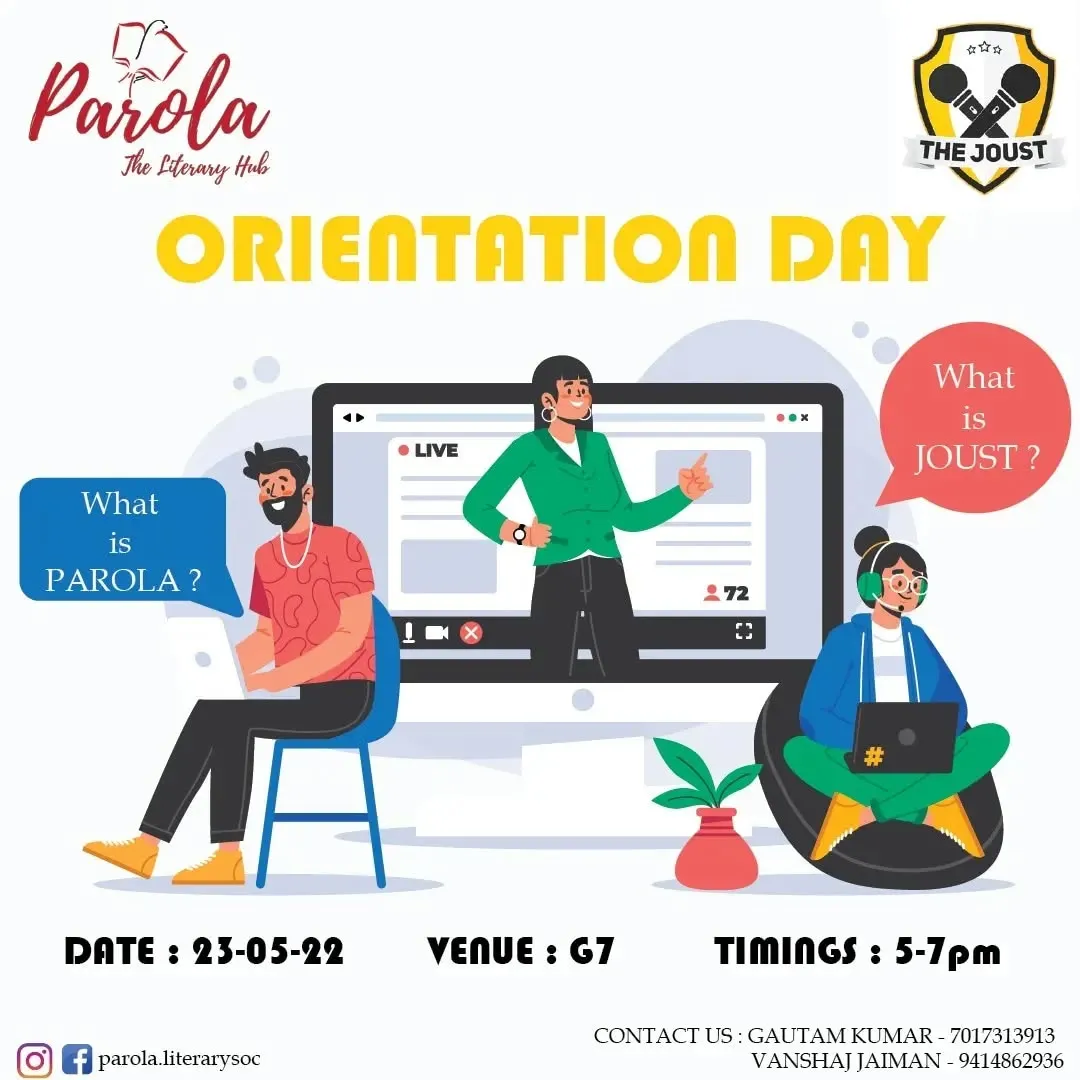 Parola
The Literary Hub
THE JOUST
ORIENTATION DAY
What
is
JOUST ?
LIVE
What
is
PAROLA ?
72
#
DATE : 23-05-22
VENUE : G7
TIMINGS : 5-7pm
CONTACT US : GAUTAM KUMAR - 7017313913
VANSHAJ JAIMAN - 9414862936
parola.literarysoc